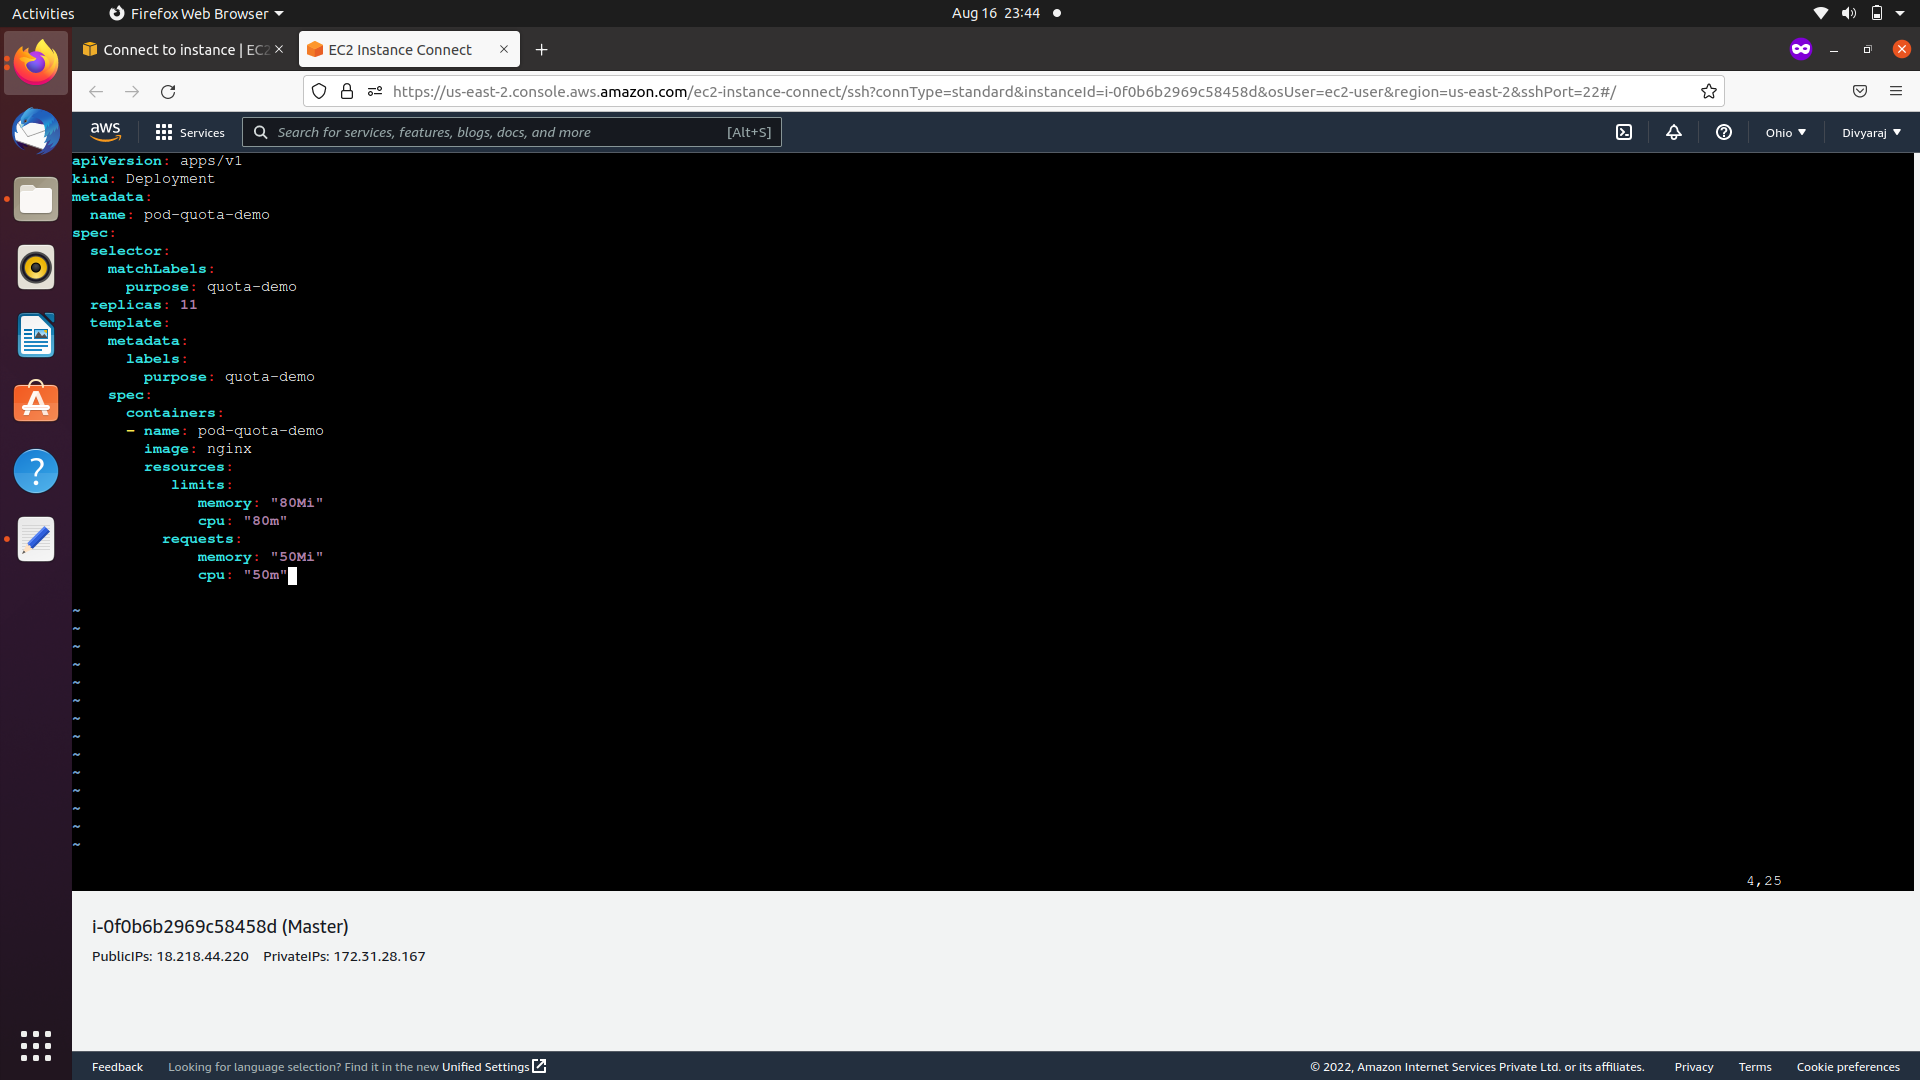 Activities Firefox Web Browser Aug 16 23:44
Connect to instance | EC2 EC2 Instance Connect
https://us-east-2.console.aws.amazon.com/ec2-instance-connect/ssh?connType=standard&instanceId=i-0f0b6b2969c58458d&osUser=ec2-user&region=us-east-2&sshPort=22#/
aws Services Search for services, features, blogs, docs, and more [Alt+S] Ohio Divyaraj
apiVersion: apps/v1
kind: Deployment
metadata:
  name: pod-quota-demo
spec:
  selector:
    matchLabels:
      purpose: quota-demo
  replicas: 11
  template:
    metadata:
      labels:
        purpose: quota-demo
    spec:
      containers:
      - name: pod-quota-demo
        image: nginx
        resources:
           limits:
              memory: "80Mi"
              cpu: "80m"
          requests:
              memory: "50Mi"
              cpu: "50m"
~
~
~
~
~
~
~
~
~
~
~
~
~
~
4,25
i-0f0b6b2969c58458d (Master)
PublicIPs: 18.218.44.220 PrivateIPs: 172.31.28.167
Feedback Looking for language selection? Find it in the new Unified Settings © 2022, Amazon Internet Services Private Ltd. or its affiliates. Privacy Terms Cookie preferences